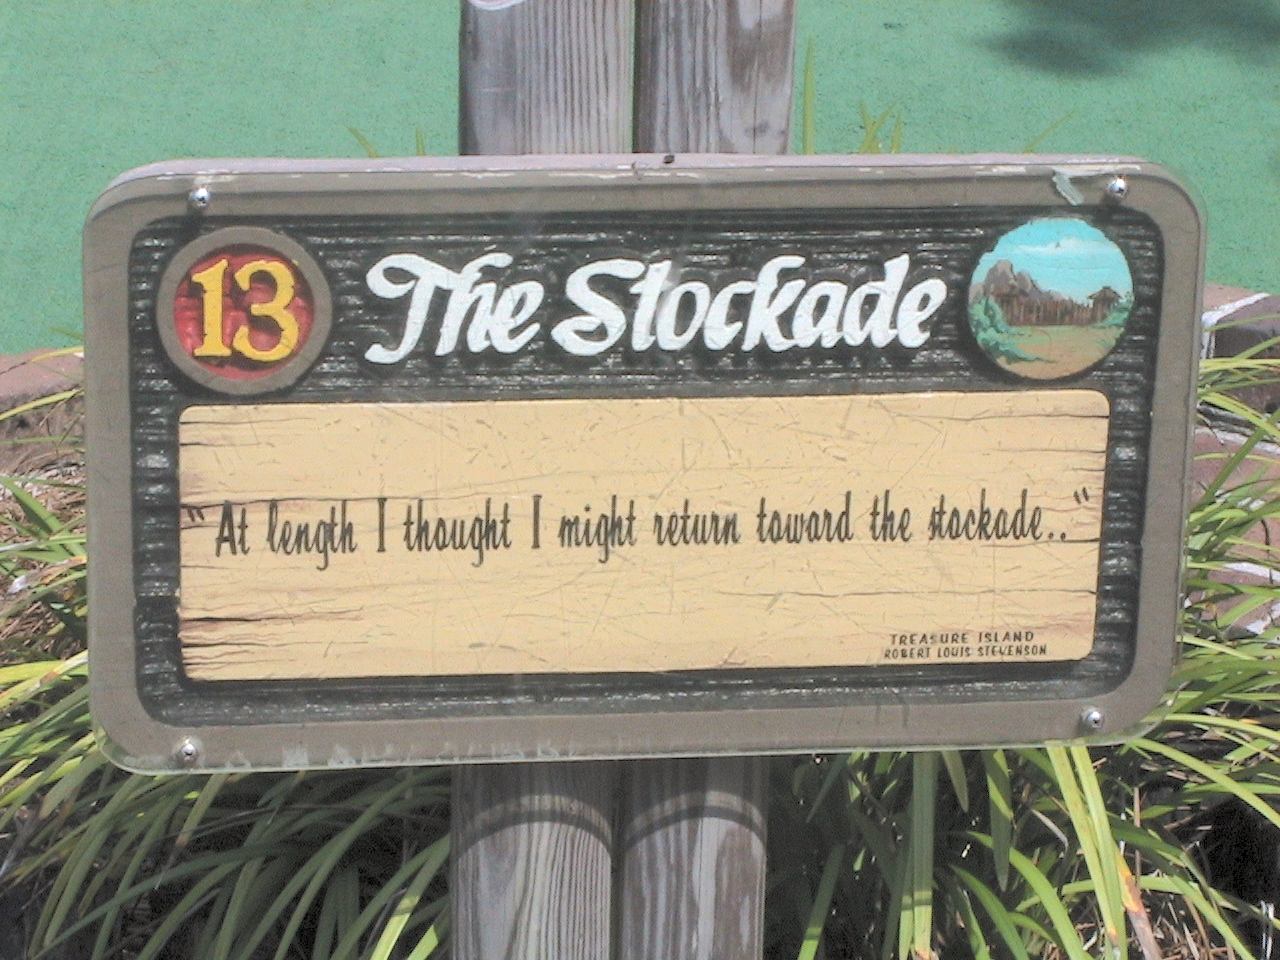 13
The Stockade
"At length I thought I might return toward the stockade.."
TREASURE ISLAND
ROBERT LOUIS STEVENSON